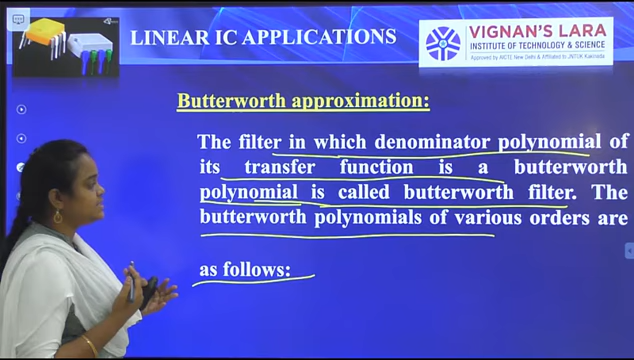 LINEAR IC APPLICATIONS
VIGNAN'S LARA
INSTITUTE OF TECHNOLOGY & SCIENCE
Approved by AICTE New Delhi & Affiliated to JNTUK Kakinada
Butterworth approximation:
The filter in which denominator polynomial of
its transfer function is a butterworth
polynomial is called butterworth filter. The
butterworth polynomials of various orders are
as follows: